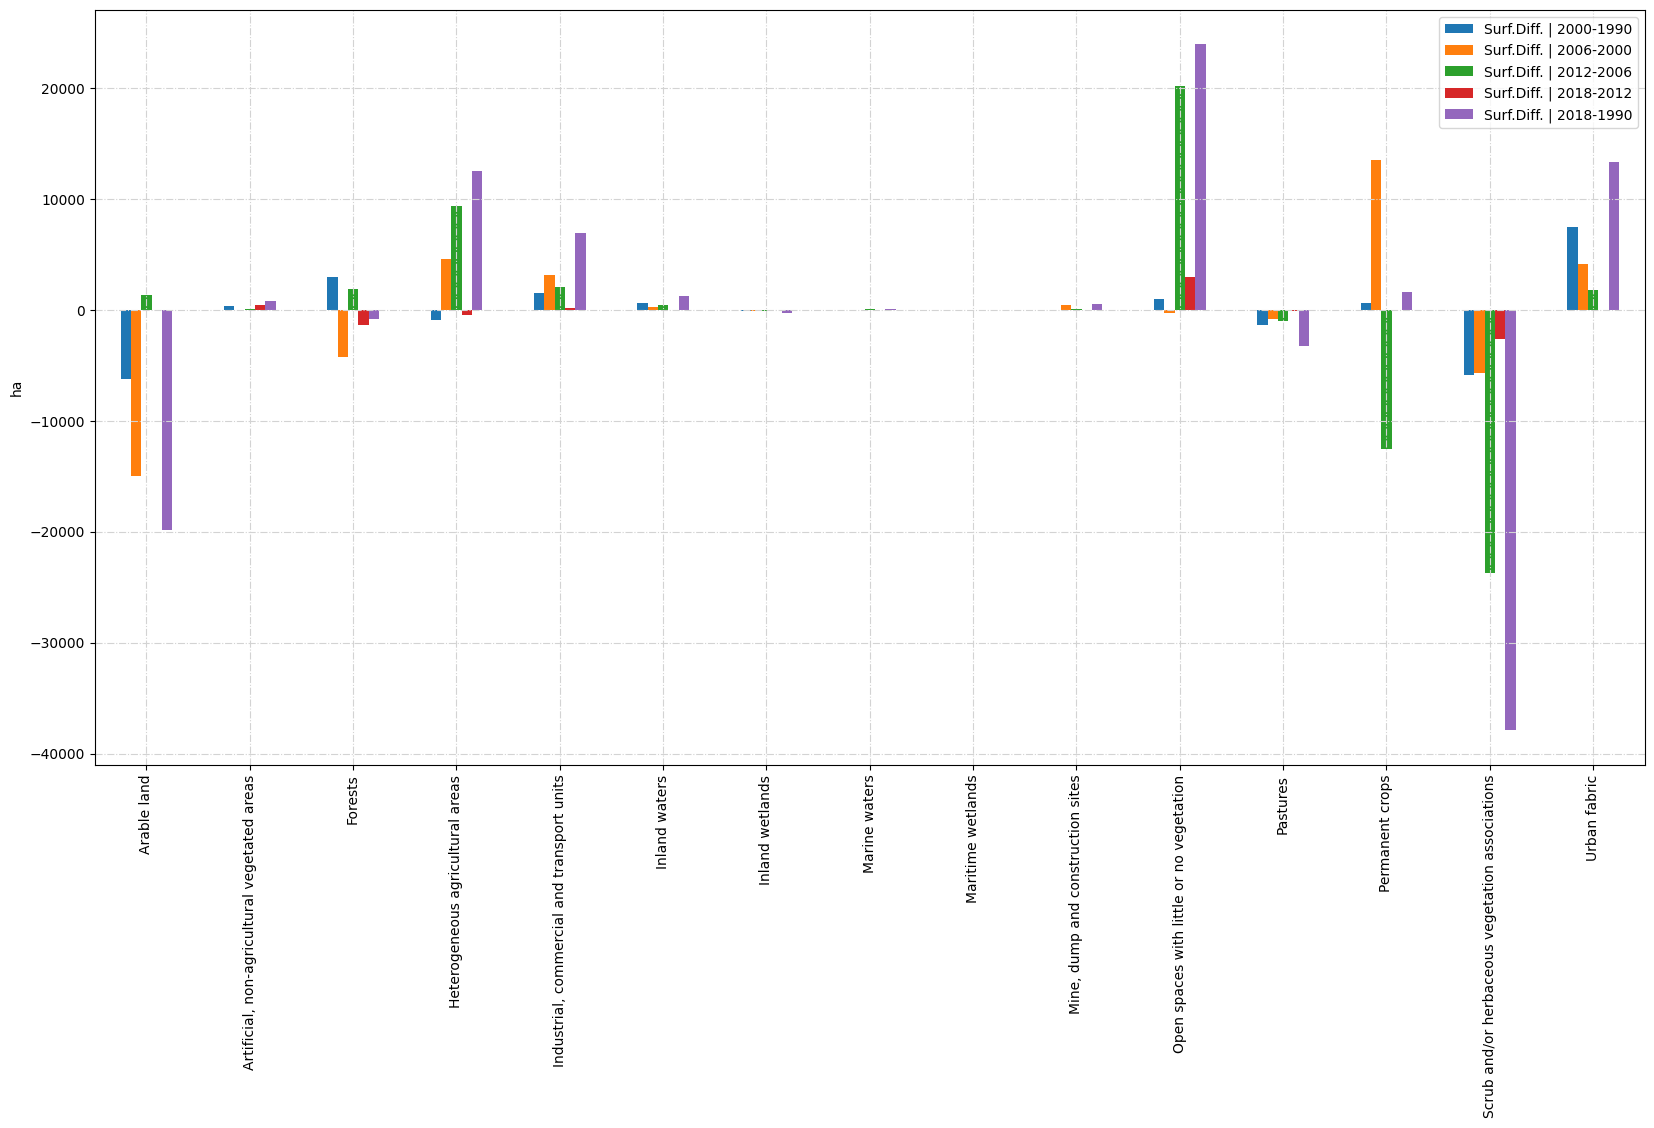 Surf.Diff. | 2000-1990
Surf.Diff. | 2006-2000
Surf.Diff. | 2012-2006
Surf.Diff. | 2018-2012
Surf.Diff. | 2018-1990
20000
10000
0
−10000
−20000
−30000
−40000
ha
Arable land
Artificial, non-agricultural vegetated areas
Forests
Heterogeneous agricultural areas
Industrial, commercial and transport units
Inland waters
Inland wetlands
Marine waters
Maritime wetlands
Mine, dump and construction sites
Open spaces with little or no vegetation
Pastures
Permanent crops
Scrub and/or herbaceous vegetation associations
Urban fabric